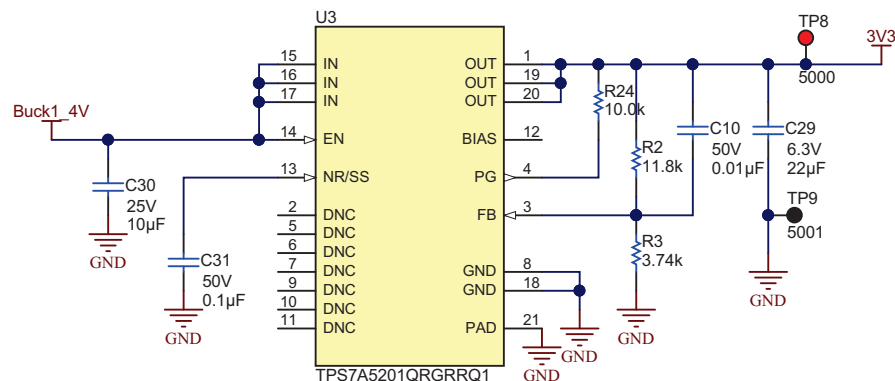 U3
TP8
3V3
5000
15 IN OUT 1
16 IN OUT 19
17 IN OUT 20
R24
10.0k
Buck1_4V
14 EN BIAS 12
C10
50V
0.01µF
C29
6.3V
22µF
R2
11.8k
13 NR/SS PG 4
C30
25V
10µF
GND
TP9
5001
2 DNC FB 3
5 DNC
6 DNC
R3
3.74k
C31
50V
0.1µF
GND
7 DNC GND 8
9 DNC GND 18
10 DNC
11 DNC PAD 21
GND
GND
GND
GND
TPS7A5201QRGRRQ1